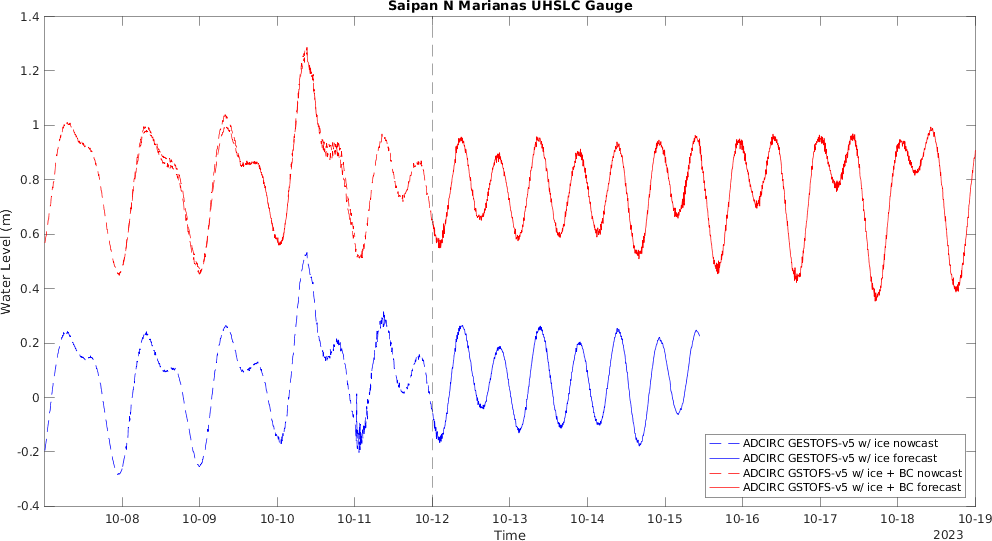 Saipan N Marianas UHSLC Gauge
1.4
1.2
1
0.8
0.6
0.4
0.2
0
-0.2
-0.4
Water Level (m)
10-08 10-09 10-10 10-11 10-12 10-13 10-14 10-15 10-16 10-17 10-18 10-19
Time
2023
ADCIRC GESTOFS-v5 w/ ice nowcast
ADCIRC GESTOFS-v5 w/ ice forecast
ADCIRC GSTOFS-v5 w/ ice + BC nowcast
ADCIRC GSTOFS-v5 w/ ice + BC forecast